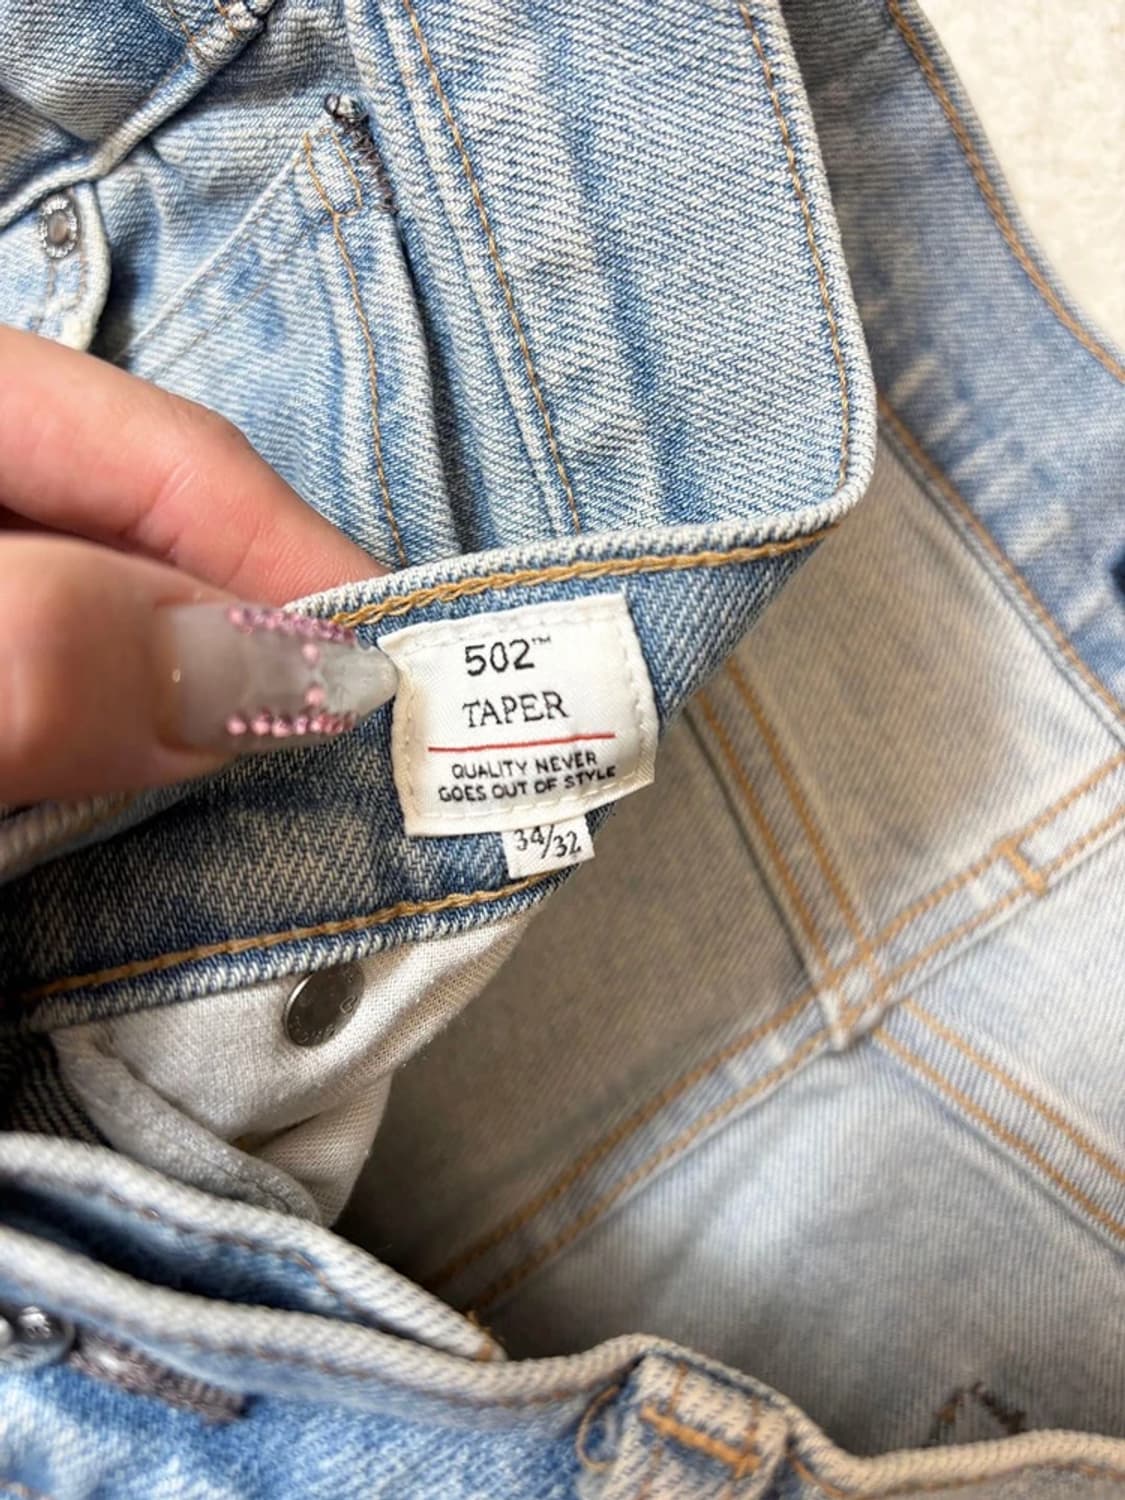 502™
TAPER
QUALITY NEVER
GOES OUT OF STYLE
34/32